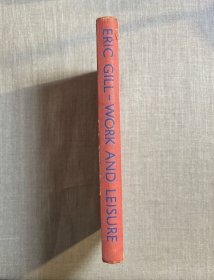 ERIC GILL – WORK AND LEISURE